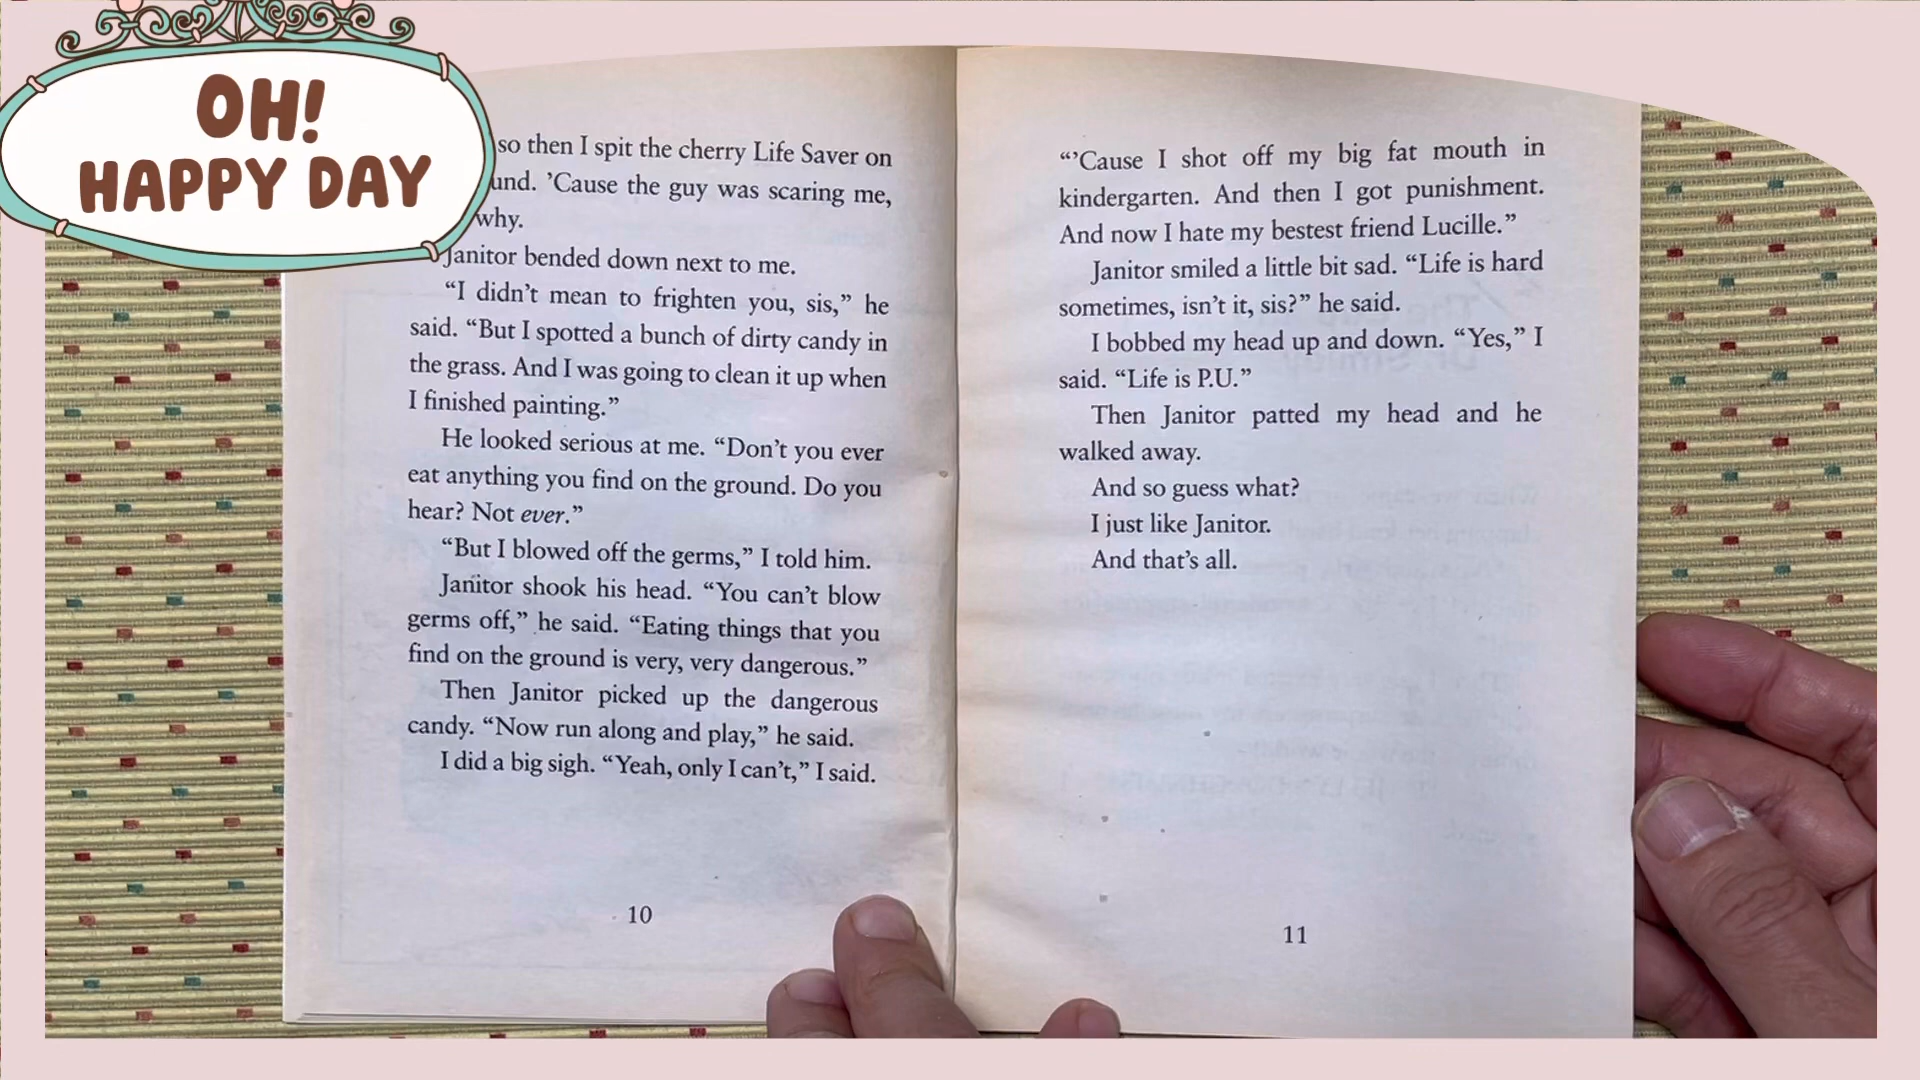 OH!
HAPPY DAY
so then I spit the cherry Life Saver on
und. ’Cause the guy was scaring me,
why.
Janitor bended down next to me.
“I didn’t mean to frighten you, sis,” he
said. “But I spotted a bunch of dirty candy in
the grass. And I was going to clean it up when
I finished painting.”
He looked serious at me. “Don’t you ever
eat anything you find on the ground. Do you
hear? Not ever.”
“But I blowed off the germs,” I told him.
Janitor shook his head. “You can’t blow
germs off,” he said. “Eating things that you
find on the ground is very, very dangerous.”
Then Janitor picked up the dangerous
candy. “Now run along and play,” he said.
I did a big sigh. “Yeah, only I can’t,” I said.
10
“’Cause I shot off my big fat mouth in
kindergarten. And then I got punishment.
And now I hate my bestest friend Lucille.”
Janitor smiled a little bit sad. “Life is hard
sometimes, isn’t it, sis?” he said.
I bobbed my head up and down. “Yes,” I
said. “Life is P.U.”
Then Janitor patted my head and he
walked away.
And so guess what?
I just like Janitor.
And that’s all.
11